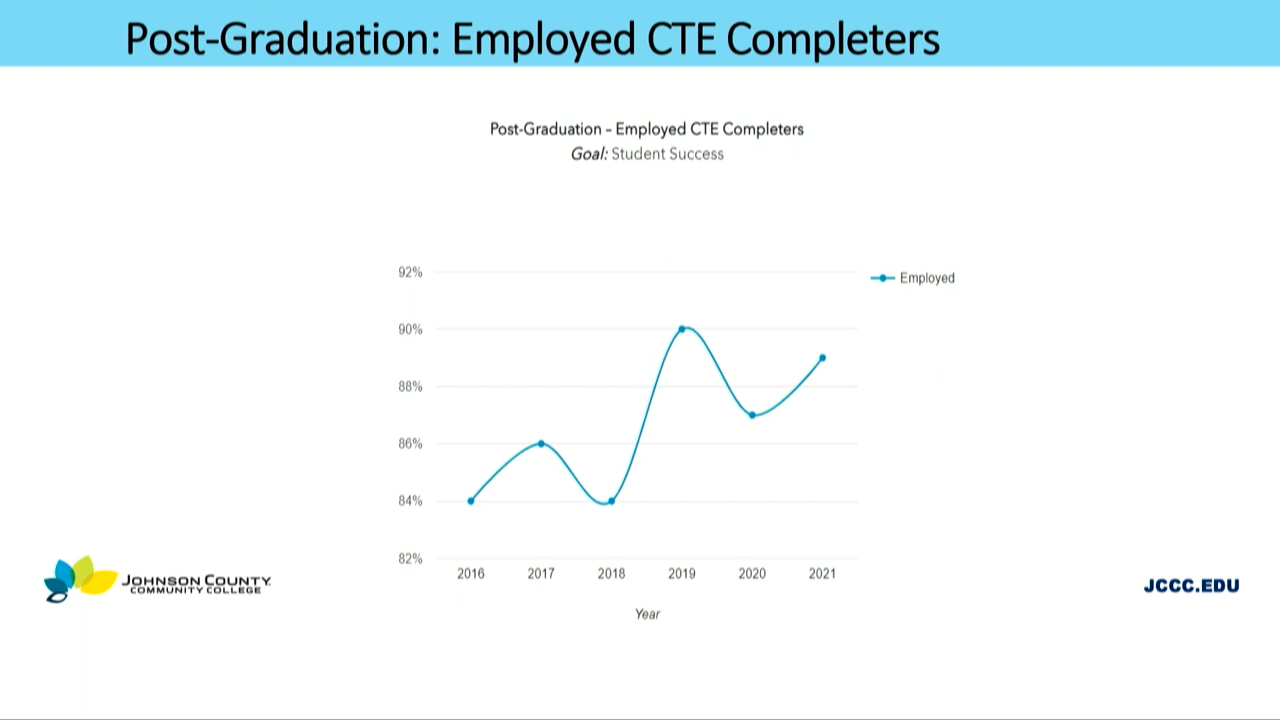 Post-Graduation: Employed CTE Completers
Post-Graduation - Employed CTE Completers
Goal: Student Success
92%
90%
88%
86%
84%
82%
Employed
2016 2017 2018 2019 2020 2021
Year
JOHNSON COUNTY
COMMUNITY COLLEGE
JCCC.EDU